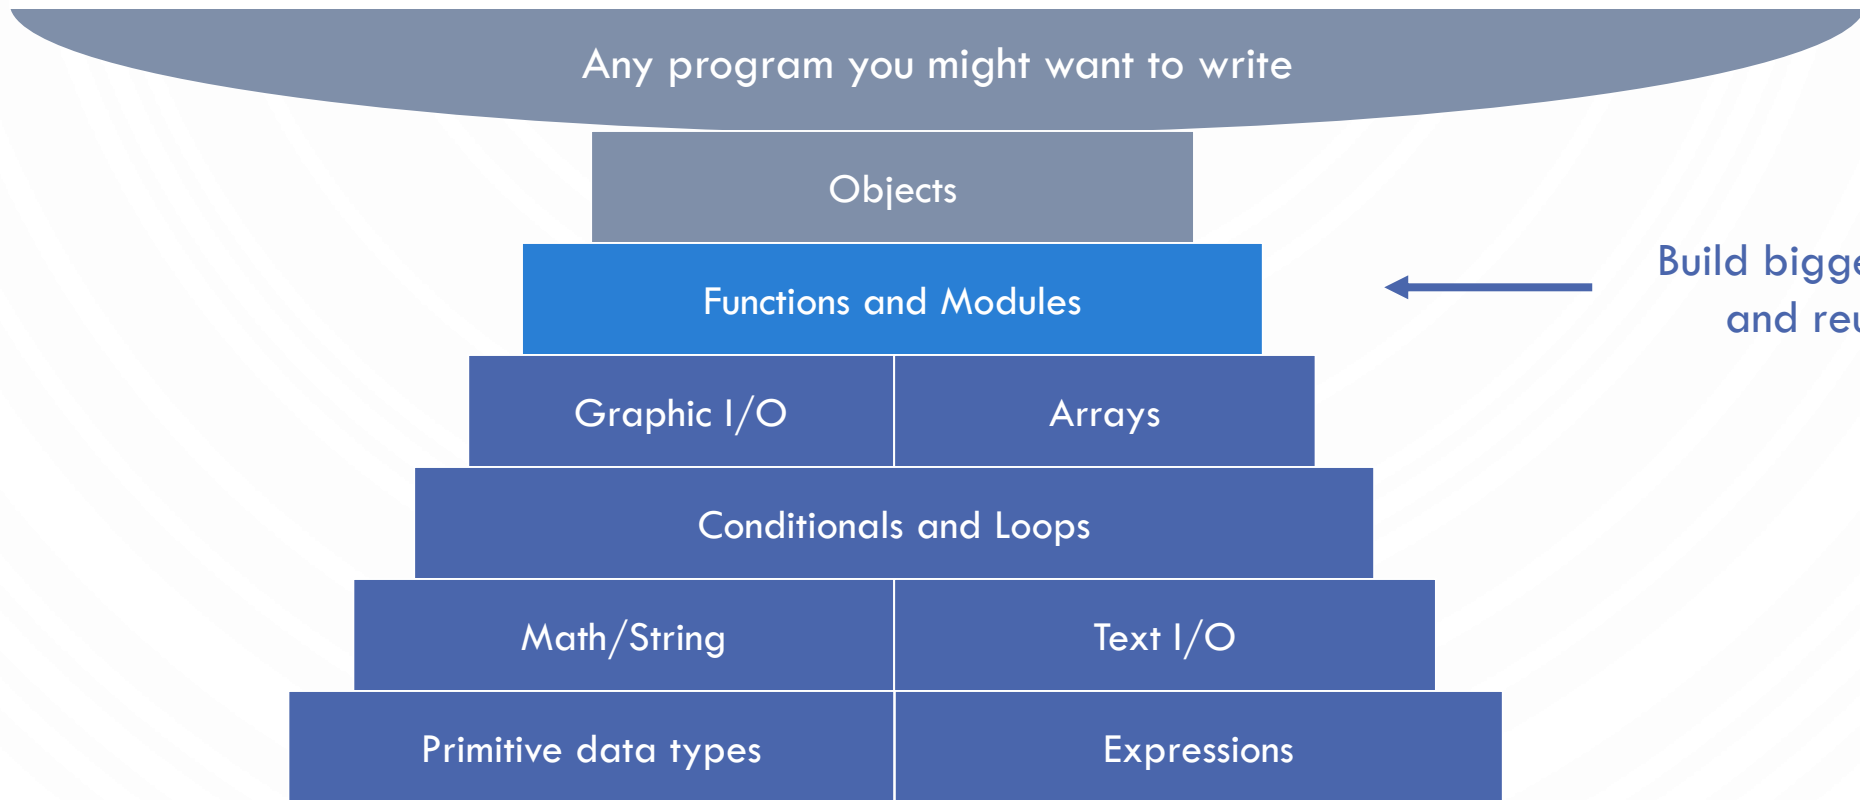 Any program you might want to write
Objects
Functions and Modules
Build
and
Graphic I/O
Arrays
Conditionals and Loops
Math/String
Text I/O
Primitive data types
Expressions